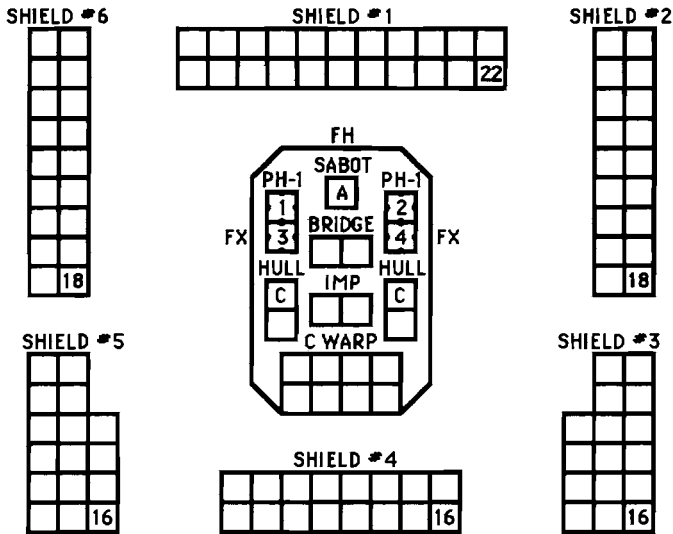 SHIELD #6
SHIELD #1
SHIELD #2
22
FH
SABOT
PH-1
A
PH-1
1
2
3
BRIDGE
4
FX
FX
HULL
IMP
HULL
C
C
18
18
C WARP
SHIELD #5
SHIELD #3
SHIELD #4
16
16
16